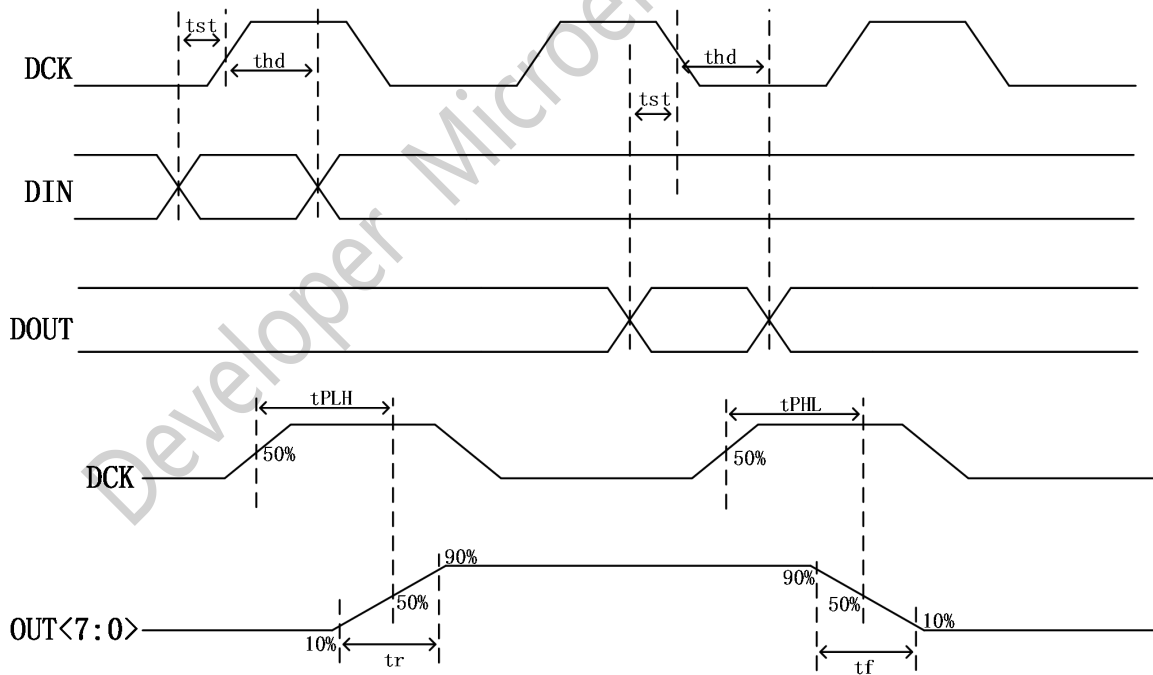 tst
thd
DCK
thd
tst
DIN
DOUT
tPLH
tPHL
50%
50%
DCK
90%
90%
50%
50%
OUT<7:0>
10%
10%
tr
tf
Developer Microe